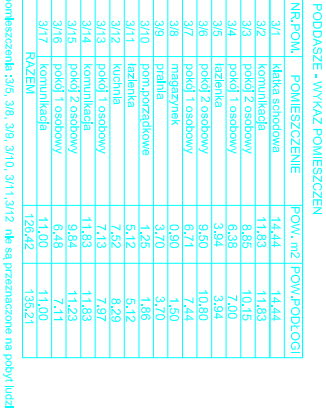 PODDASZE - WYKAZ POMIESZCZEŃ
NR.POM. POMIESZCZENIE POW. m2 POW.PODŁOGI
3/1 klatka schodowa 14,44 14,44
3/2 komunikacja 11,83 11,83
3/3 pokój 2 osobowy 8,86 10,15
3/4 pokój 1 osobowy 6,38 7,00
3/5 łazienka 3,94 3,94
3/6 pokój 2 osobowy 9,50 10,80
3/7 pokój 1 osobowy 6,71 7,44
3/8 magazynek 0,90 1,50
3/9 pralnia 3,70 3,70
3/10 pom.porządkowe 1,25 1,86
3/11 łazienka 5,12 5,12
3/12 kuchnia 7,52 8,29
3/13 pokój 1 osobowy 7,13 7,97
3/14 komunikacja 11,83 11,83
3/15 pokój 2 osobowy 9,84 11,23
3/16 pokój 1 osobowy 6,48 7,11
3/17 komunikacja 11,00 11,00
RAZEM 126,42 135,21
pomieszczenia :3/5, 3/8, 3/9, 3/10, 3/11,3/12 nie są przeznaczone na pobyt ludzi